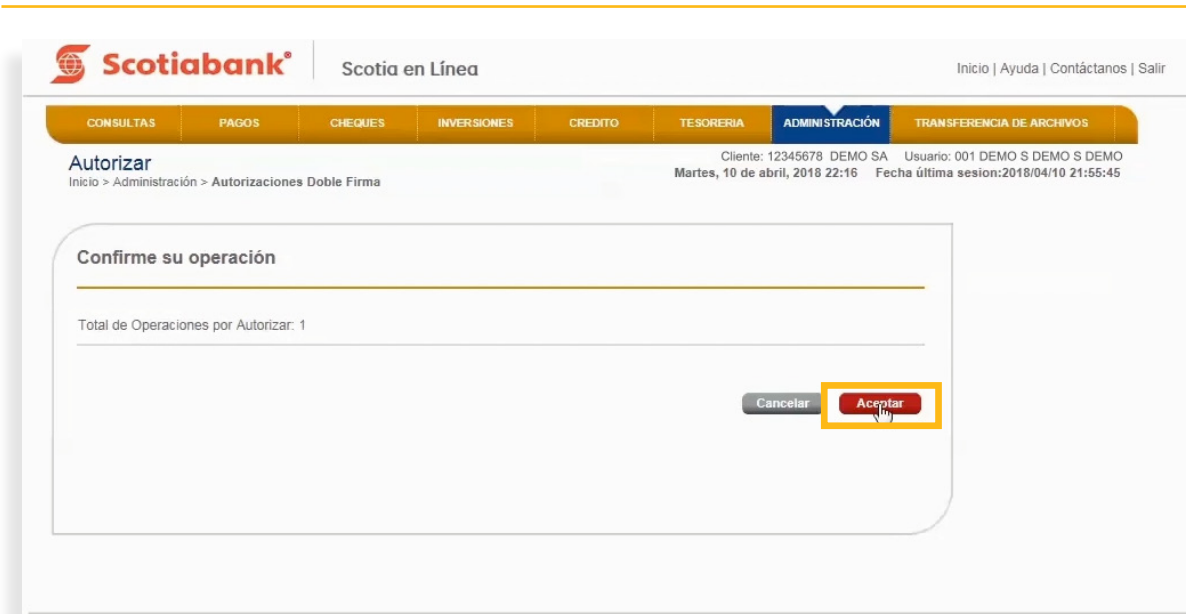 Scotiabank® Scotia en Línea Inicio | Ayuda | Contáctanos | Salir
CONSULTAS PAGOS CHEQUES INVERSIONES CREDITO TESORERIA ADMINISTRACIÓN TRANSFERENCIA DE ARCHIVOS
Autorizar Cliente: 12345678 DEMO SA Usuario: 001 DEMO S DEMO S DEMO
Inicio > Administración > Autorizaciones Doble Firma Martes, 10 de abril, 2018 22:16 Fecha última sesion:2018/04/10 21:55:45
Confirme su operación
Total de Operaciones por Autorizar: 1
Cancelar Aceptar